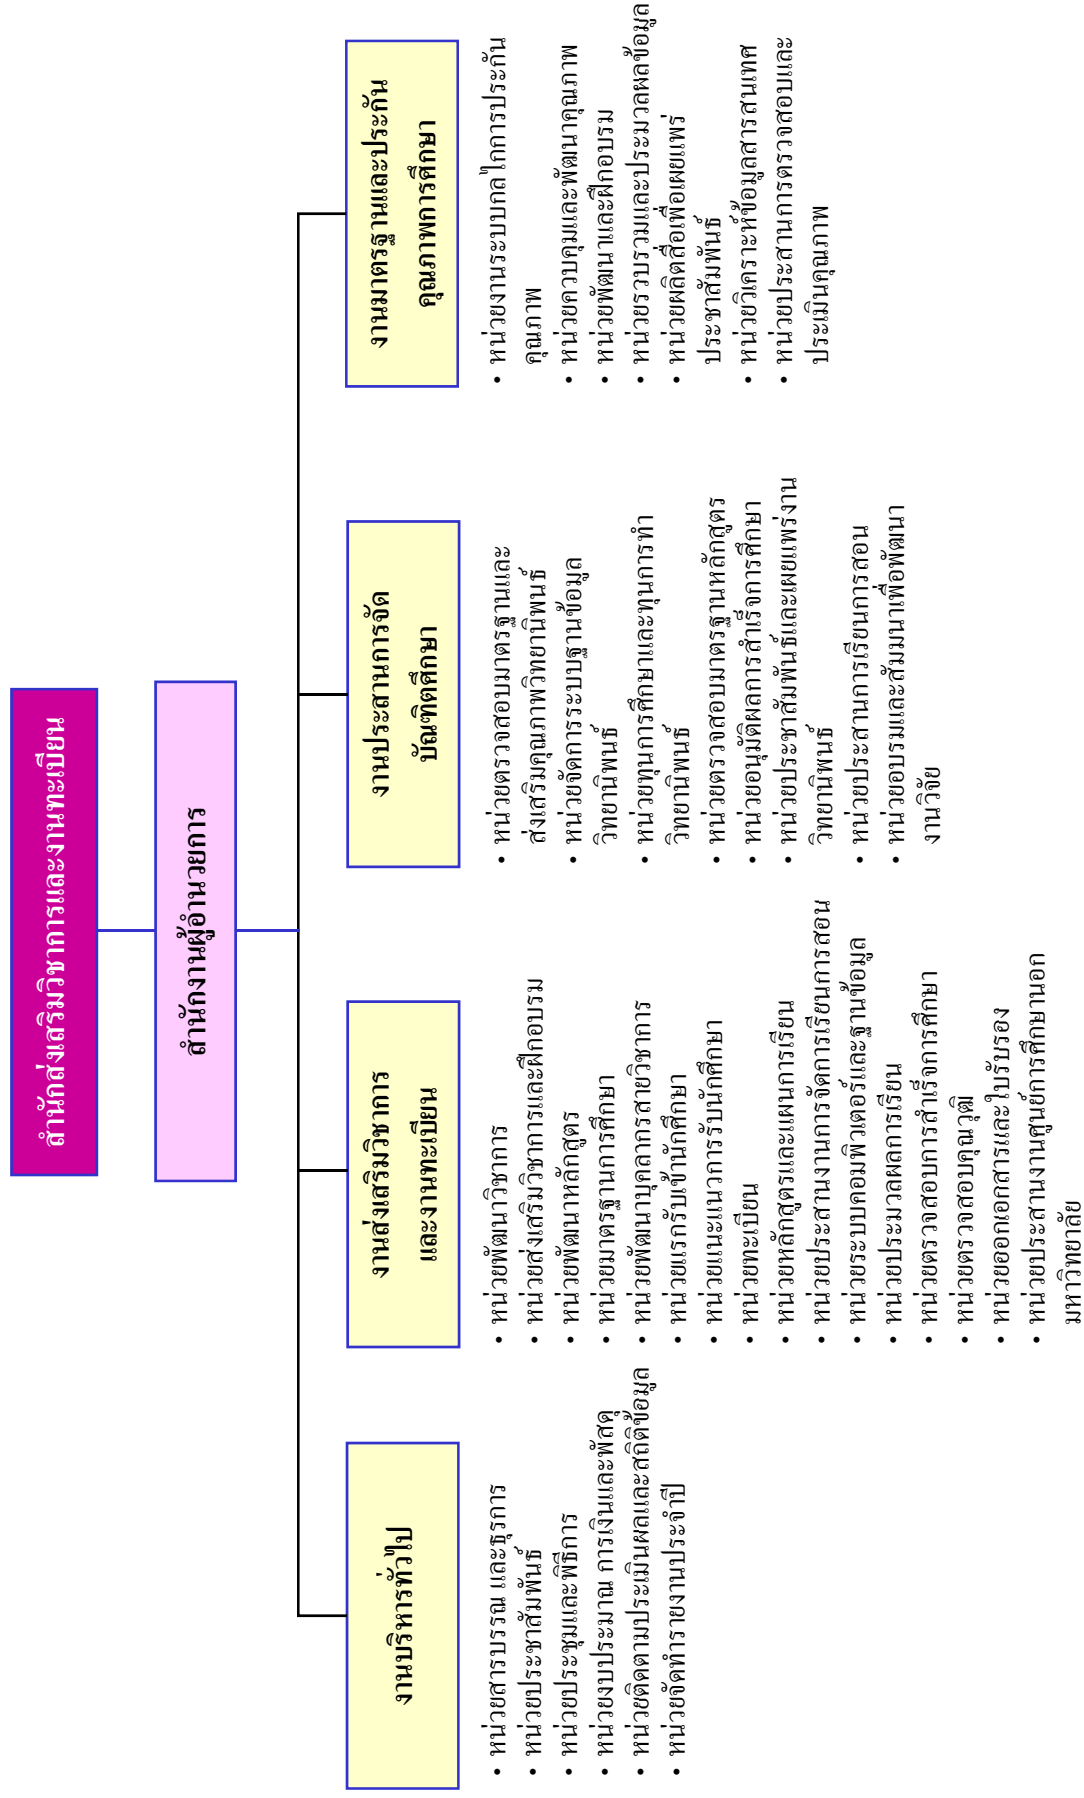 สำนักส่งเสริมวิชาการและงานทะเบียน
สำนักงานผู้อำนวยการ
งานบริหารทั่วไป
• หน่วยสารบรรณ และธุรการ
• หน่วยประชาสัมพันธ์
• หน่วยประชุมและพิธีการ
• หน่วยงบประมาณ การเงินและพัสดุ
• หน่วยติดตามประเมินผลและสถิติข้อมูล
• หน่วยจัดทำรายงานประจำปี
งานส่งเสริมวิชาการ
และงานทะเบียน
• หน่วยพัฒนาวิชาการ
• หน่วยส่งเสริมวิชาการและฝึกอบรม
• หน่วยพัฒนาหลักสูตร
• หน่วยมาตรฐานการศึกษา
• หน่วยพัฒนาบุคลากรสายวิชาการ
• หน่วยแรกรับเข้านักศึกษา
• หน่วยแนะแนวการรับนักศึกษา
• หน่วยทะเบียน
• หน่วยหลักสูตรและแผนการเรียน
• หน่วยประสานงานการจัดการเรียนการสอน
• หน่วยระบบคอมพิวเตอร์และฐานข้อมูล
• หน่วยประมวลผลการเรียน
• หน่วยตรวจสอบการสำเร็จการศึกษา
• หน่วยตรวจสอบคุณวุฒิ
• หน่วยออกเอกสารและใบรับรอง
• หน่วยประสานงานศูนย์การศึกษานอก
มหาวิทยาลัย
งานประสานการจัด
บัณฑิตศึกษา
• หน่วยตรวจสอบมาตรฐานและ
ส่งเสริมคุณภาพวิทยานิพนธ์
• หน่วยจัดการระบบฐานข้อมูล
วิทยานิพนธ์
• หน่วยทุนการศึกษาและทุนการทำ
วิทยานิพนธ์
• หน่วยตรวจสอบมาตรฐานหลักสูตร
• หน่วยอนุมัติผลการสำเร็จการศึกษา
• หน่วยประชาสัมพันธ์และเผยแพร่งาน
วิทยานิพนธ์
• หน่วยประสานการเรียนการสอน
• หน่วยอบรมและสัมมนาเพื่อพัฒนา
งานวิจัย
งานมาตรฐานและประกัน
คุณภาพการศึกษา
• หน่วยงานระบบกลไกการประกัน
คุณภาพ
• หน่วยควบคุมและพัฒนาคุณภาพ
• หน่วยพัฒนาและฝึกอบรม
• หน่วยรวบรวมและประมวลผลข้อมูล
• หน่วยผลิตสื่อเพื่อเผยแพร่
ประชาสัมพันธ์
• หน่วยวิเคราะห์ข้อมูลสารสนเทศ
• หน่วยประสานการตรวจสอบและ
ประเมินคุณภาพ